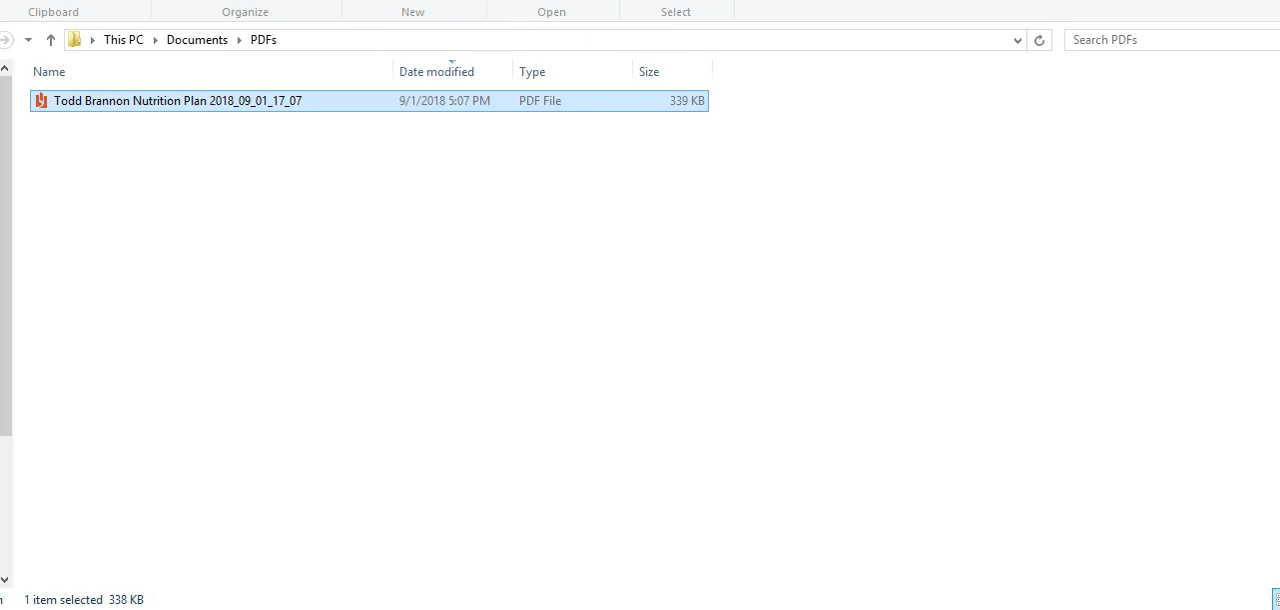 Clipboard Organize New Open Select
This PC Documents PDFs Search PDFs
Name Date modified Type Size
Todd Brannon Nutrition Plan 2018_09_01_17_07 9/1/2018 5:07 PM PDF File 339 KB
1 item selected 338 KB